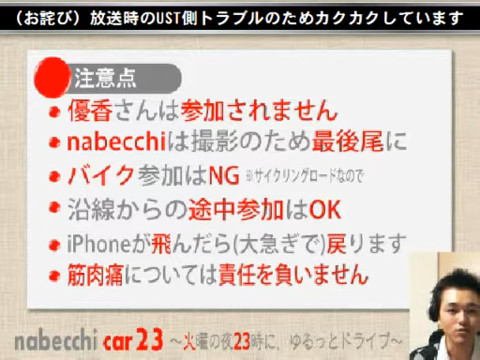 （お詫び）放送時のUST側トラブルのためカクカクしています
注意点
優香さんは参加されません
nabecchiは撮影のため最後尾に
バイク参加はNG ※サイクリングロードなので
沿線からの途中参加はOK
iPhoneが飛んだら(大急ぎで)戻ります
筋肉痛については責任を負いません
nabecchi car23 〜火曜の夜23時に、ゆるっとドライブ〜